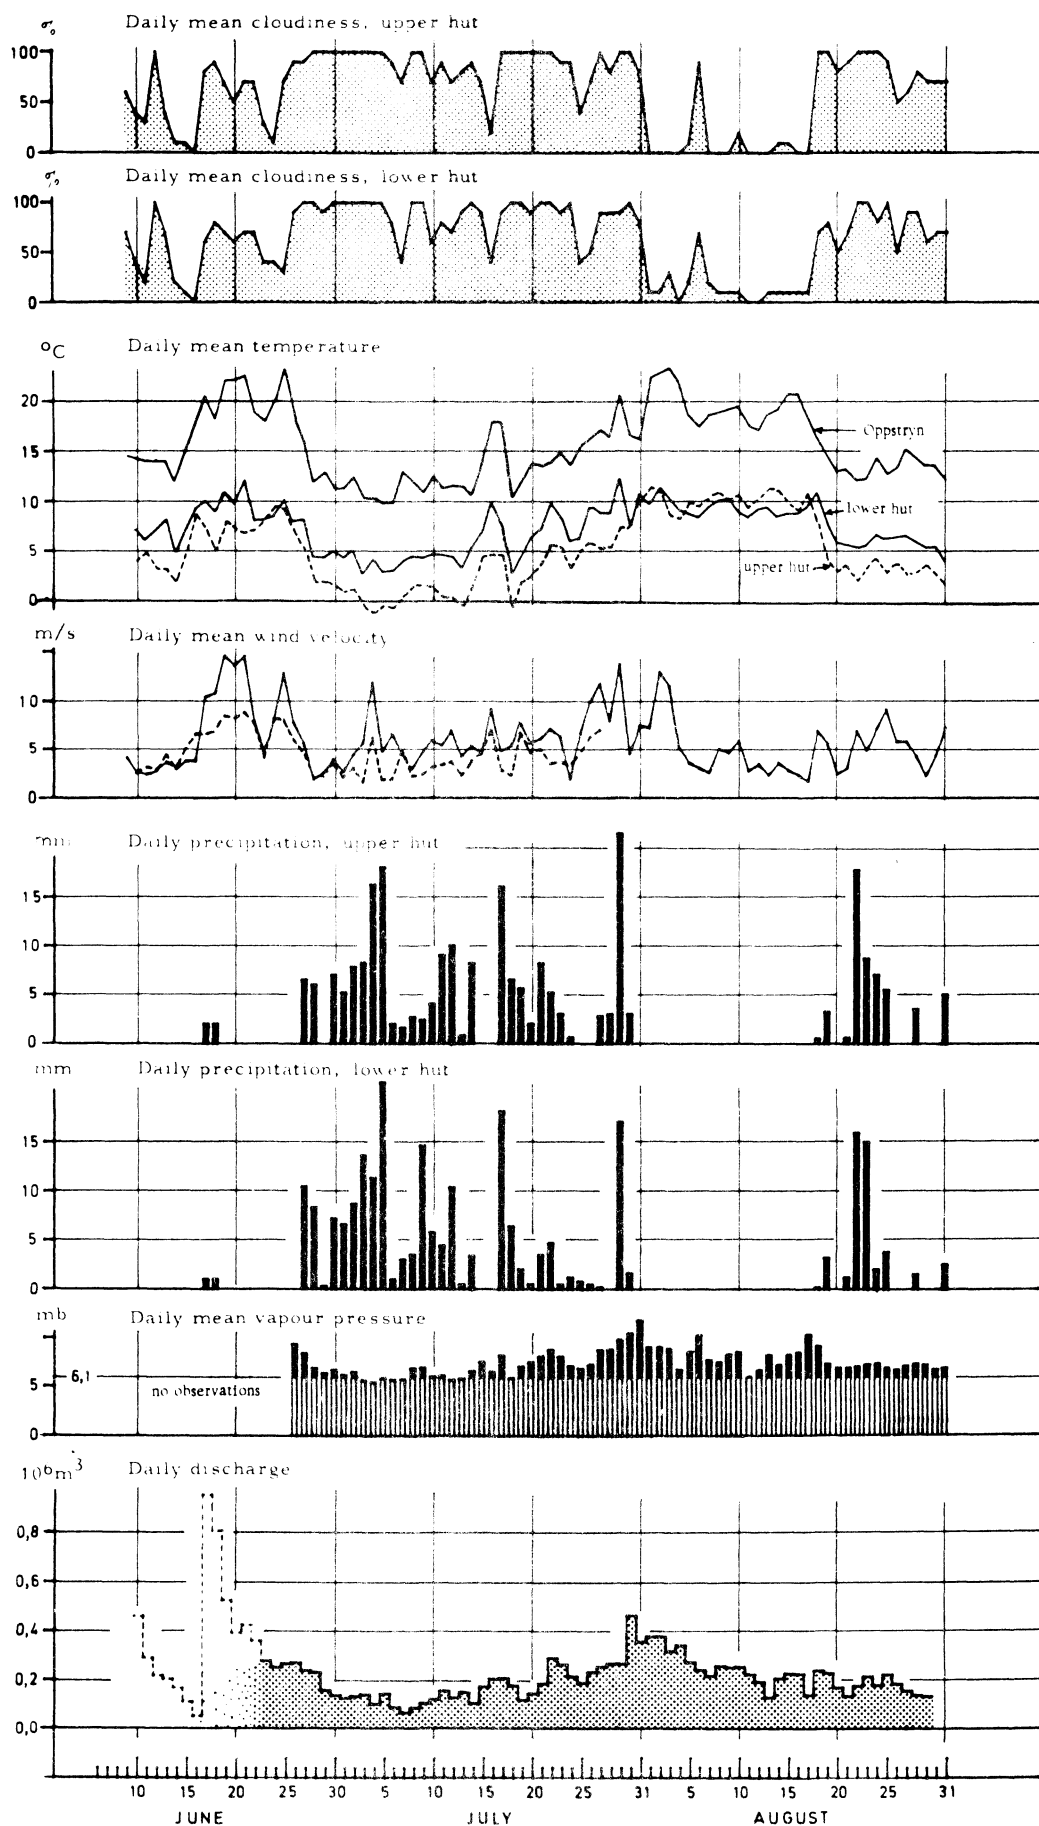 %
Daily mean cloudiness, upper hut
100
50
0
%
Daily mean cloudiness, lower hut
100
50
0
°C
Daily mean temperature
20
15
10
5
0
Oppstryn
lower hut
upper hut
m/s
Daily mean wind velocity
10
5
0
mm
Daily precipitation, upper hut
15
10
5
0
mm
Daily precipitation, lower hut
15
10
5
0
mb
Daily mean vapour pressure
6,1
5
no observations
0
10⁶m³
Daily discharge
0,8
0,6
0,4
0,2
0,0
10 15 20 25 30 5 10 15 20 25 31 5 10 15 20 25 31
JUNE JULY AUGUST